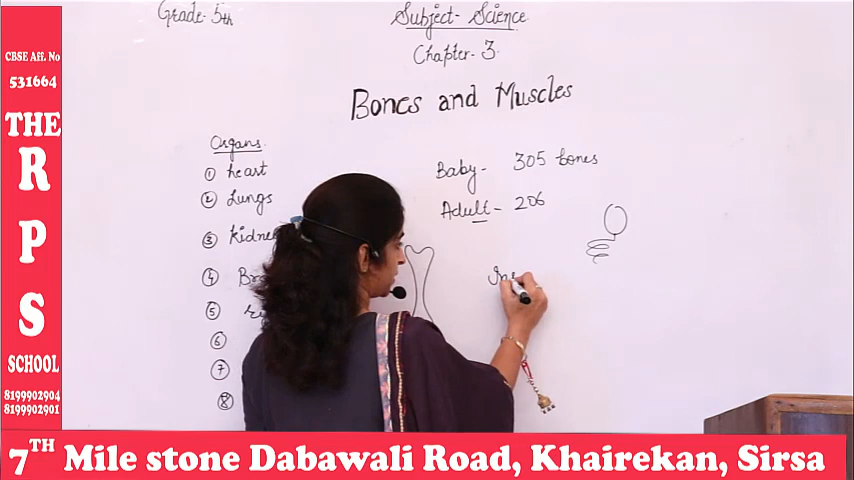 CBSE Aff. No
531664
THE
R
P
S
SCHOOL
8199902904
8199902901
Grade-5th
Subject-Science
Chapter-3.
Bones and Muscles
Organs.
① heart
② Lungs
③
④
⑤
⑥
⑦
⑧
Baby- 305 bones
Adult- 206
7TH Mile stone Dabawali Road, Khairekan, Sirsa